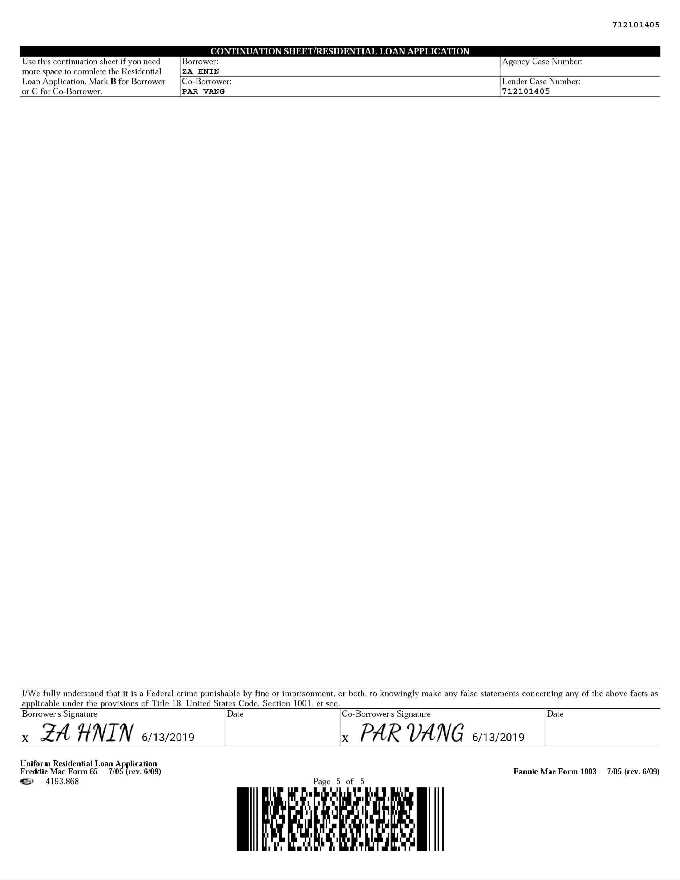 712101405
CONTINUATION SHEET/RESIDENTIAL LOAN APPLICATION
Use this continuation sheet if you need
more space to complete the Residential
Loan Application. Mark B for Borrower
or C for Co-Borrower.
Borrower:
ZA HNIN
Agency Case Number:
Co-Borrower:
PAR VANG
Lender Case Number:
712101405
I/We fully understand that it is a Federal crime punishable by fine or imprisonment, or both, to knowingly make any false statements concerning any of the above facts as
applicable under the provisions of Title 18, United States Code, Section 1001, et seq.
Borrower's Signature
Date
Co-Borrower's Signature
Date
X ZA HNIN 6/13/2019
X PAR VANG 6/13/2019
Uniform Residential Loan Application
Freddie Mac Form 65 7/05 (rev. 6/09)
Fannie Mae Form 1003 7/05 (rev. 6/09)
4193.868
Page 5 of 5